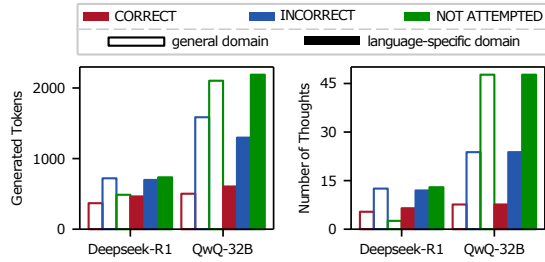 CORRECT INCORRECT NOT ATTEMPTED
general domain language-specific domain
Generated Tokens
2000
1000
0
Deepseek-R1 QwQ-32B
Number of Thoughts
45
30
15
0
Deepseek-R1 QwQ-32B